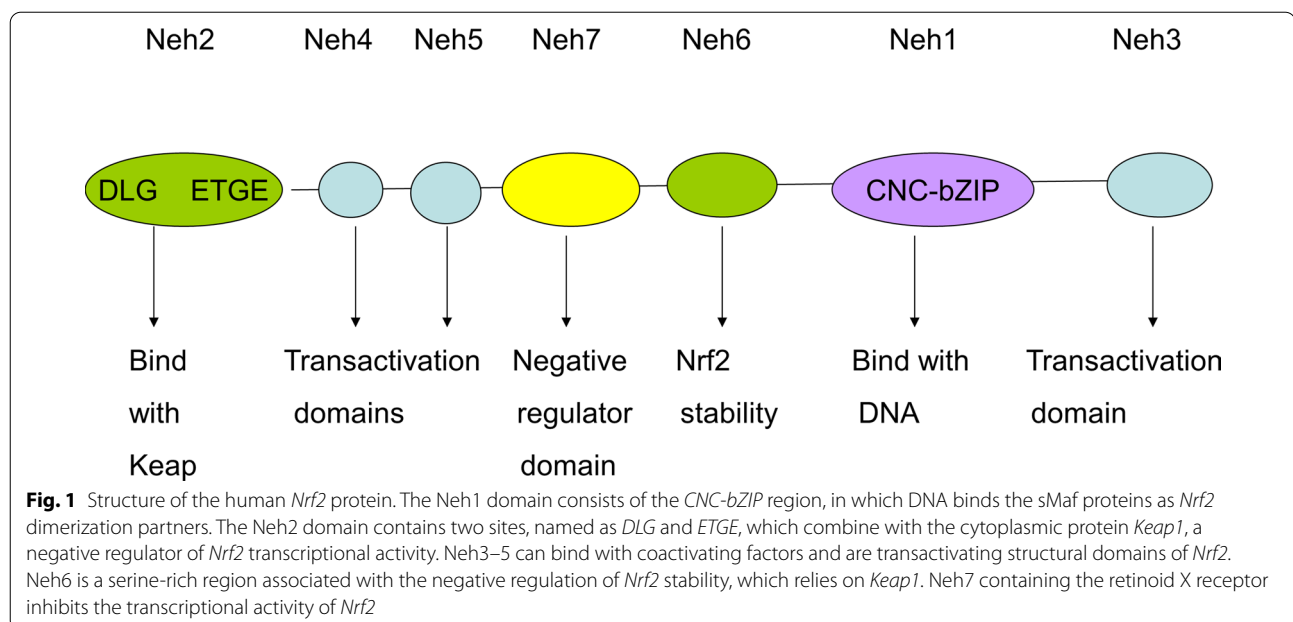 Neh2 Neh4 Neh5 Neh7 Neh6 Neh1 Neh3
DLG ETGE CNC-bZIP
Bind Transactivation Negative Nrf2 Bind with Transactivation
with domains regulator stability DNA domain
Keap domain
Fig. 1 Structure of the human Nrf2 protein. The Neh1 domain consists of the CNC-bZIP region, in which DNA binds the sMaf proteins as Nrf2
dimerization partners. The Neh2 domain contains two sites, named as DLG and ETGE, which combine with the cytoplasmic protein Keap1, a
negative regulator of Nrf2 transcriptional activity. Neh3–5 can bind with coactivating factors and are transactivating structural domains of Nrf2.
Neh6 is a serine-rich region associated with the negative regulation of Nrf2 stability, which relies on Keap1. Neh7 containing the retinoid X receptor
inhibits the transcriptional activity of Nrf2